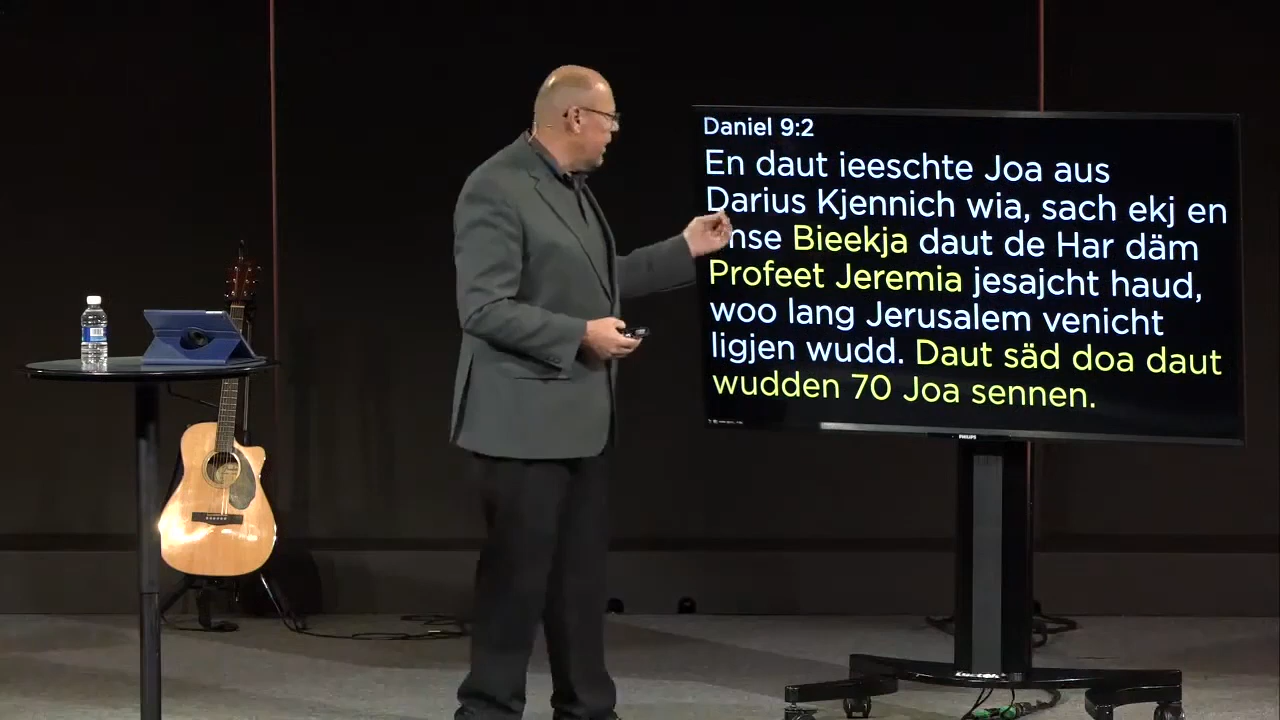 Daniel 9:2
En daut ieeschte Joa aus
Darius Kjennich wia, sach ekj en
Bieekja daut de Har däm
Profeet Jeremia jesajcht haud,
woo lang Jerusalem venicht
ligjen wudd. Daut säd doa daut
wudden 70 Joa sennen.
PHILIPS